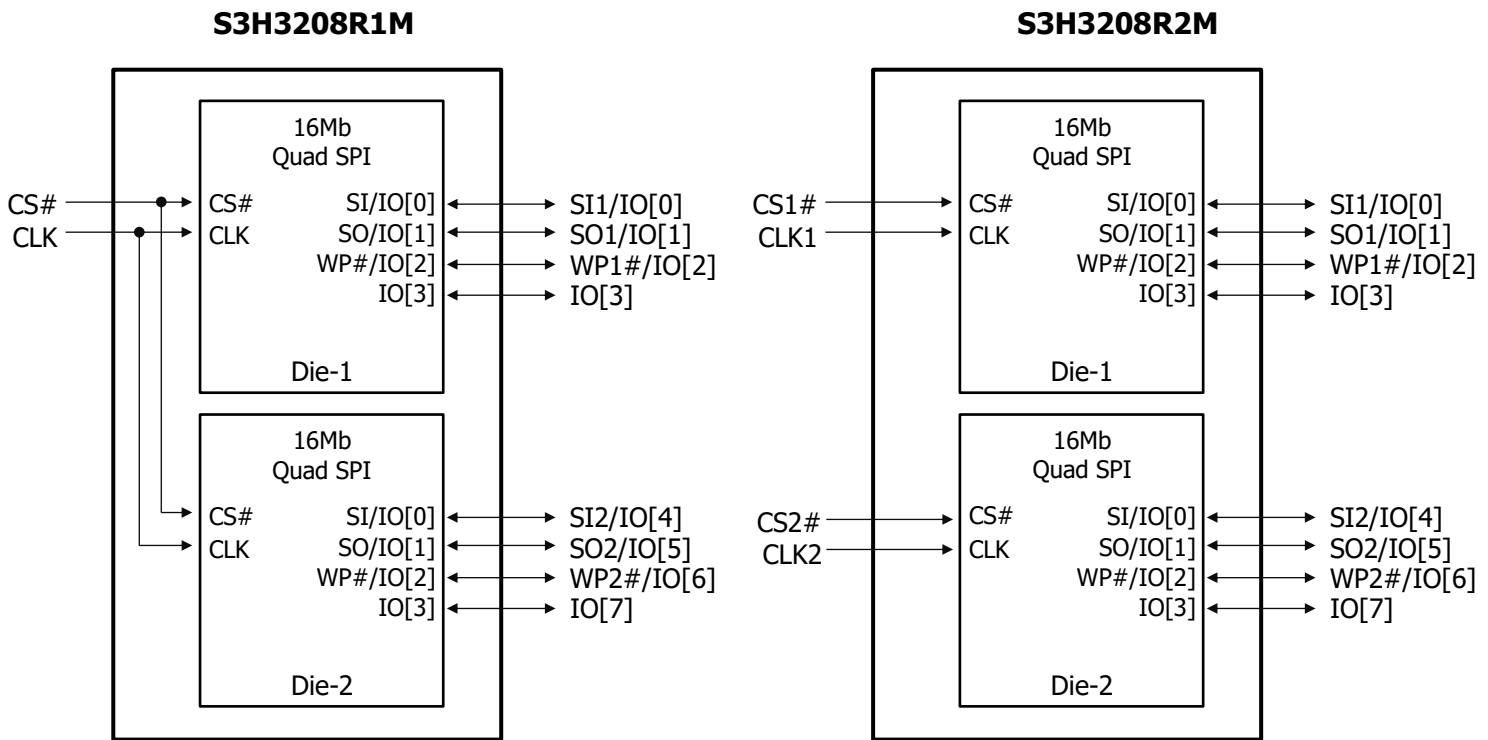 S3H3208R1M
16Mb
Quad SPI
CS#
CLK
CS#
CLK
SI/IO[0]
SO/IO[1]
WP#/IO[2]
IO[3]
SI1/IO[0]
SO1/IO[1]
WP1#/IO[2]
IO[3]
Die-1
16Mb
Quad SPI
CS#
CLK
SI/IO[0]
SO/IO[1]
WP#/IO[2]
IO[3]
SI2/IO[4]
SO2/IO[5]
WP2#/IO[6]
IO[7]
Die-2
S3H3208R2M
16Mb
Quad SPI
CS1#
CLK1
CS#
CLK
SI/IO[0]
SO/IO[1]
WP#/IO[2]
IO[3]
SI1/IO[0]
SO1/IO[1]
WP1#/IO[2]
IO[3]
Die-1
16Mb
Quad SPI
CS2#
CLK2
CS#
CLK
SI/IO[0]
SO/IO[1]
WP#/IO[2]
IO[3]
SI2/IO[4]
SO2/IO[5]
WP2#/IO[6]
IO[7]
Die-2